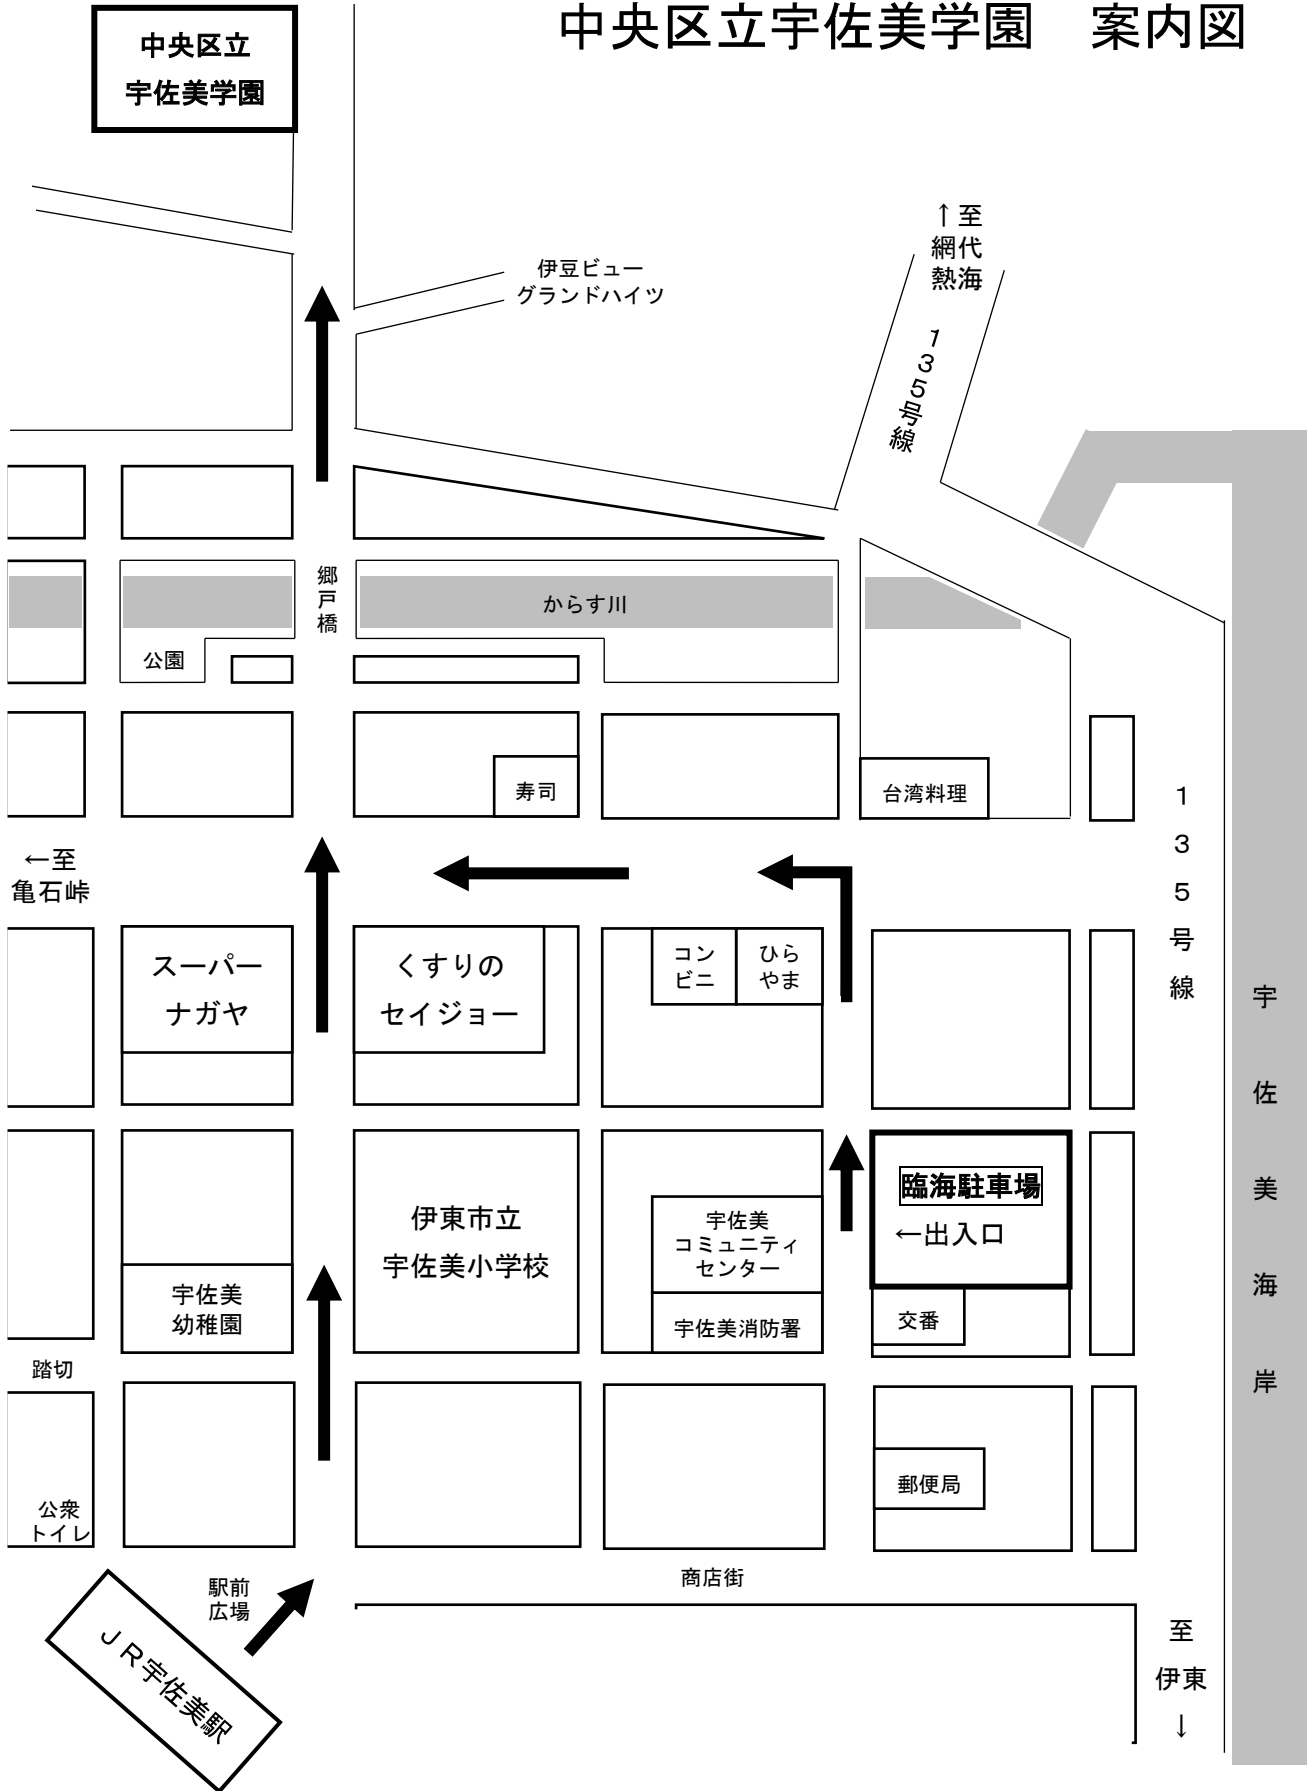 中央区立宇佐美学園　案内図
中央区立
宇佐美学園
↑至
網代
熱海
伊豆ビュー
グランドハイツ
135号線
郷戸橋
からす川
公園
寿司
台湾料理
135号線
←至
亀石峠
スーパー
ナガヤ
くすりの
セイジョー
コン
ビニ
ひら
やま
宇佐美海岸
臨海駐車場
←出入口
伊東市立
宇佐美小学校
宇佐美
コミュニティ
センター
宇佐美
幼稚園
宇佐美消防署
交番
踏切
郵便局
公衆
トイレ
駅前
広場
商店街
JR宇佐美駅
至
伊東
↓